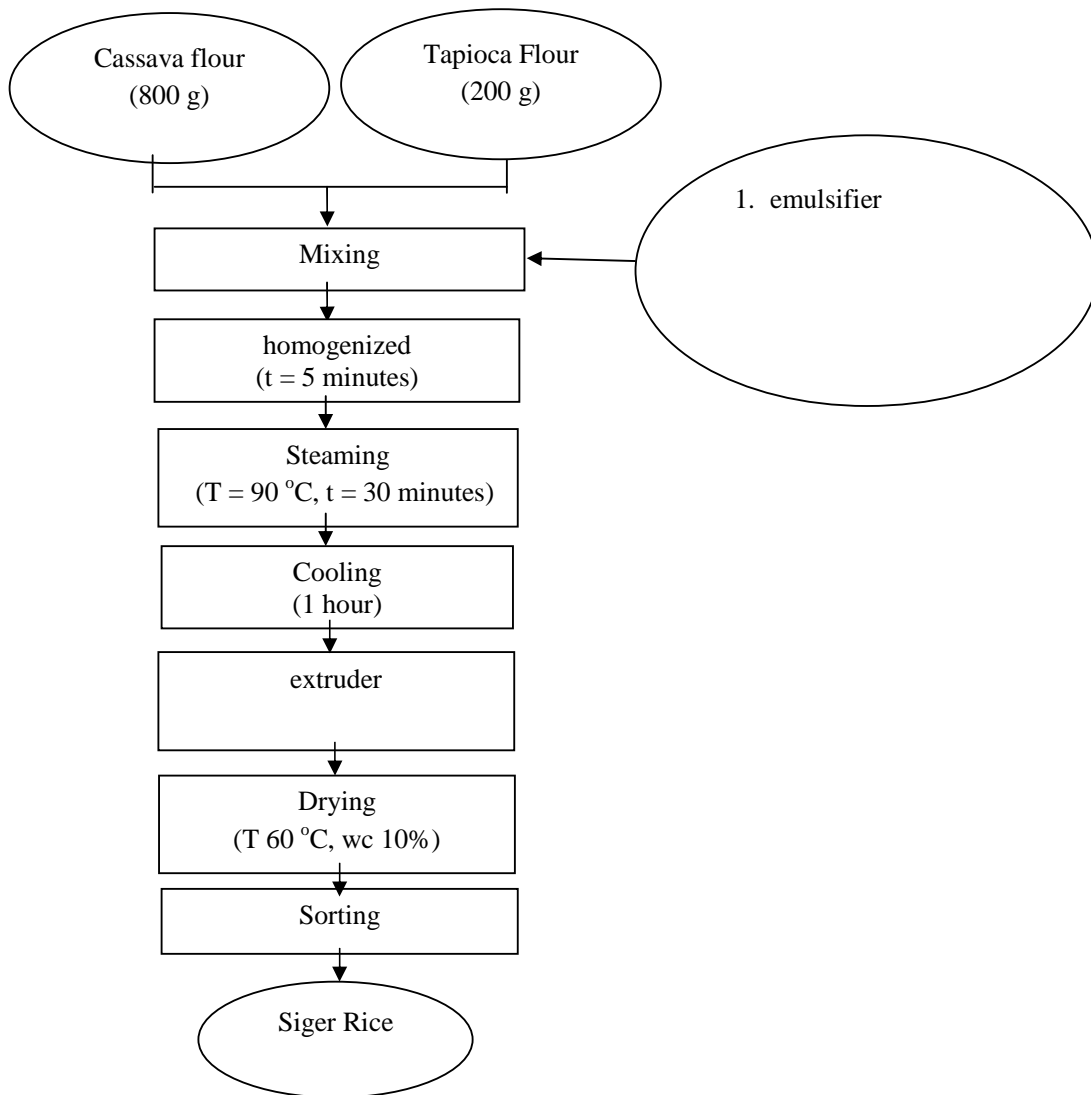 Cassava flour
(800 g)
Tapioca Flour
(200 g)
1. emulsifier
Mixing
homogenized
(t = 5 minutes)
Steaming
(T = 90 °C, t = 30 minutes)
Cooling
(1 hour)
extruder
Drying
(T 60 °C, wc 10%)
Sorting
Siger Rice